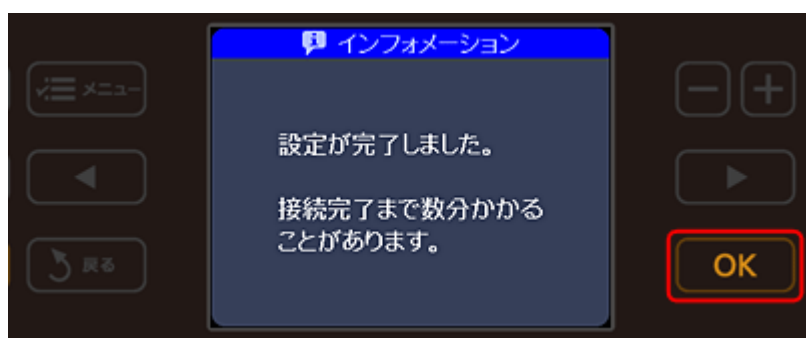 インフォメーション
メニュー
設定が完了しました。
接続完了まで数分かかる
ことがあります。
戻る
OK